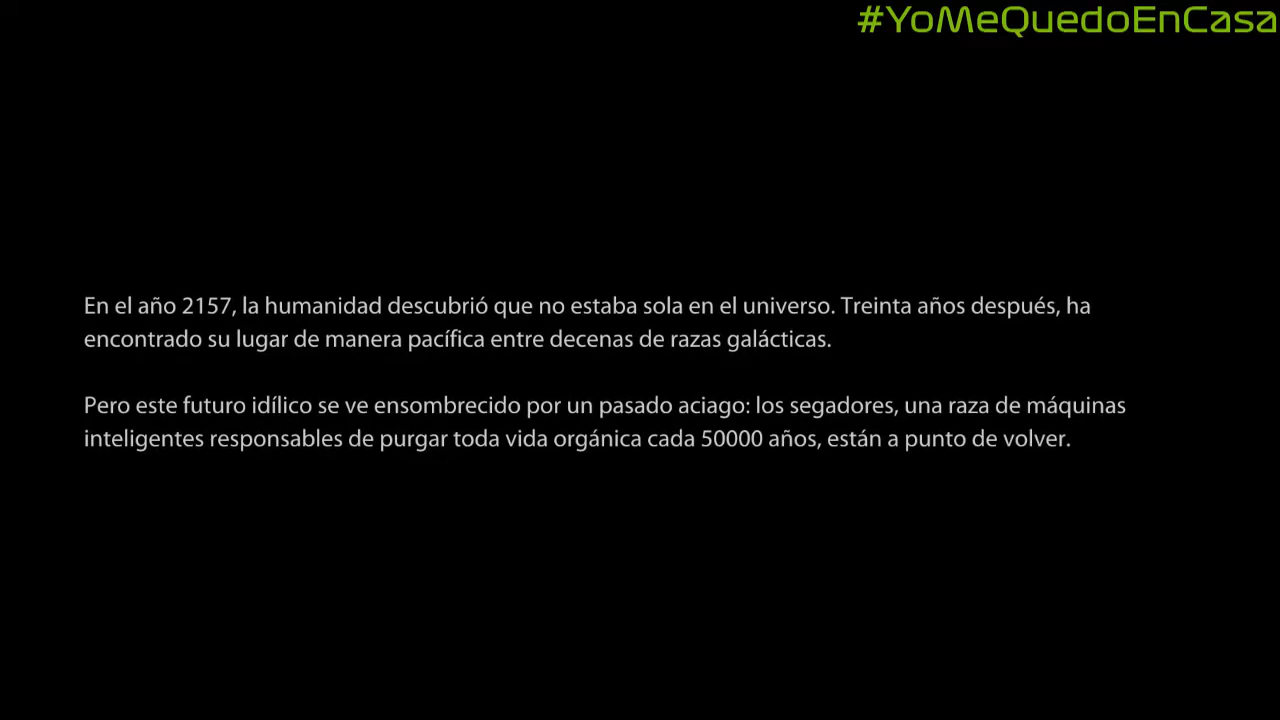 #YoMeQuedoEnCasa
En el año 2157, la humanidad descubrió que no estaba sola en el universo. Treinta años después, ha
encontrado su lugar de manera pacífica entre decenas de razas galácticas.
Pero este futuro idílico se ve ensombrecido por un pasado aciago: los segadores, una raza de máquinas
inteligentes responsables de purgar toda vida orgánica cada 50000 años, están a punto de volver.